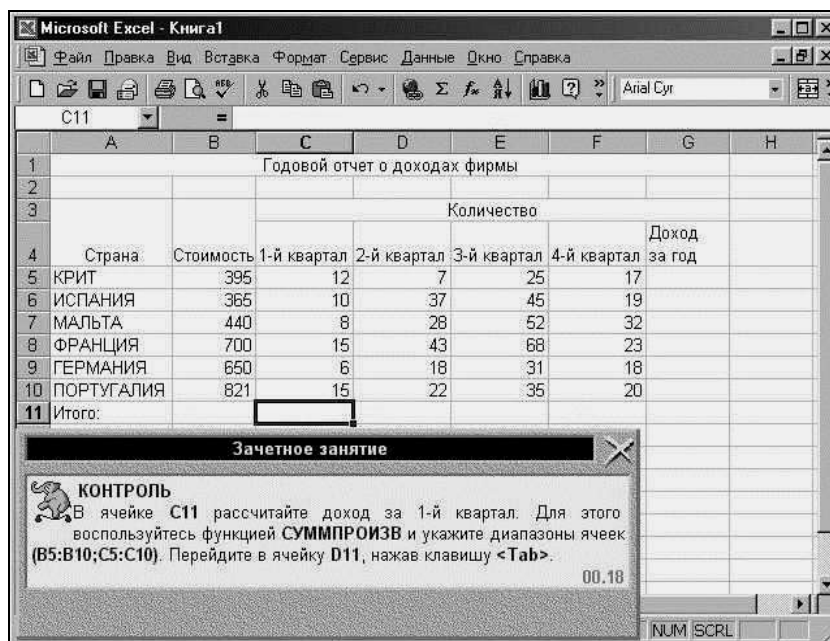 Microsoft Excel - Книга1
Файл Правка Вид Вставка Формат Сервис Данные Окно Справка
Arial Cyr
C11 =
A B C D E F G H
1 Годовой отчет о доходах фирмы
2
3 Количество
4 Страна Стоимость 1-й квартал 2-й квартал 3-й квартал 4-й квартал Доход за год
5 КРИТ 395 12 7 25 17
6 ИСПАНИЯ 365 10 37 45 19
7 МАЛЬТА 440 8 28 52 32
8 ФРАНЦИЯ 700 15 43 68 23
9 ГЕРМАНИЯ 650 6 18 31 18
10 ПОРТУГАЛИЯ 821 15 22 35 20
11 Итого:
Зачетное занятие
КОНТРОЛЬ
В ячейке C11 рассчитайте доход за 1-й квартал. Для этого
воспользуйтесь функцией СУММПРОИЗВ и укажите диапазоны ячеек
(B5:B10;C5:C10). Перейдите в ячейку D11, нажав клавишу <Tab>.
00.18
NUM SCRL